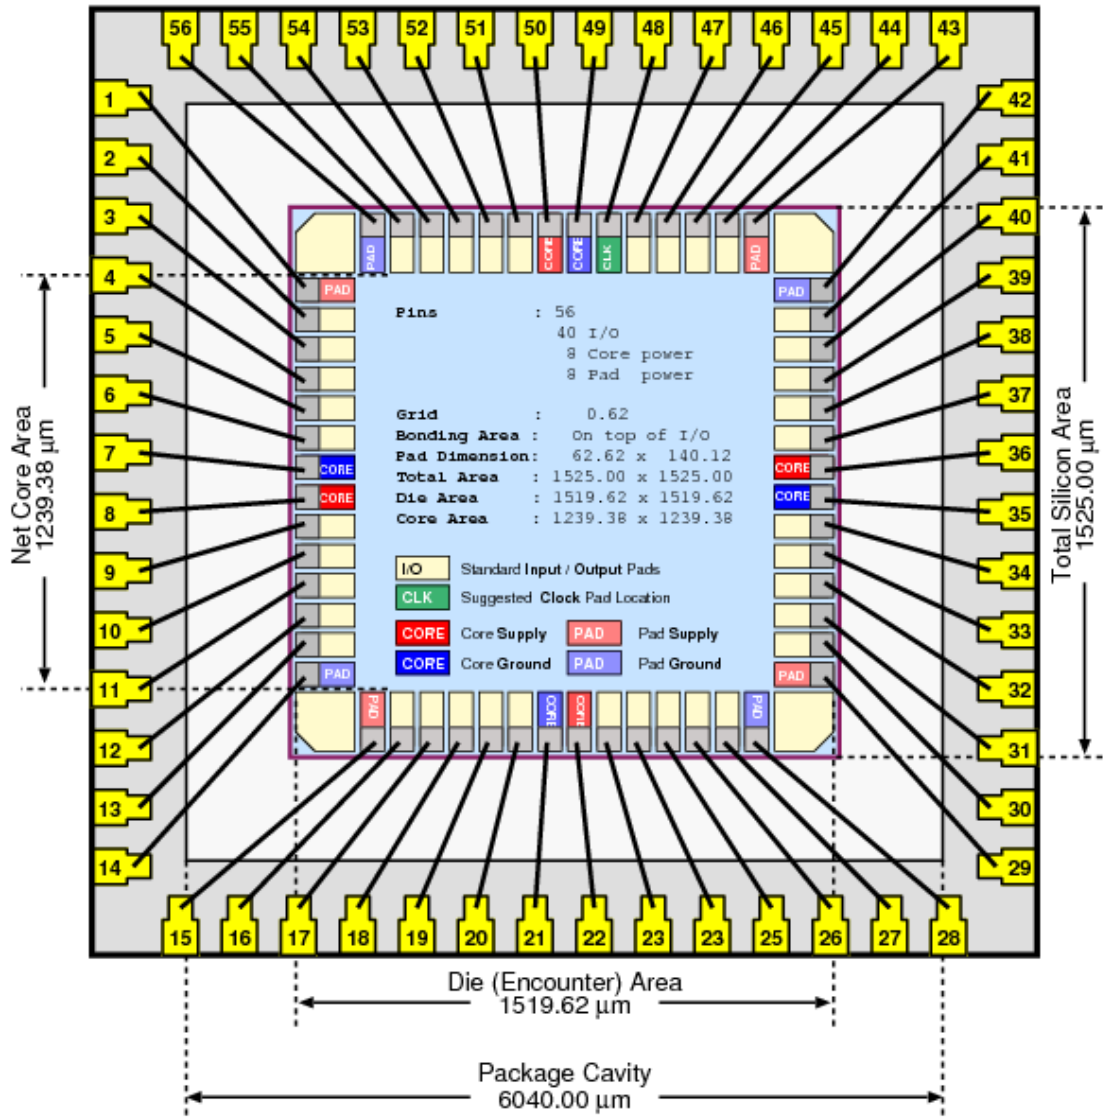 56 55 54 53 52 51 50 49 48 47 46 45 44 43
1
2
3
4
5
6
7
8
9
10
11
12
13
14
42
41
40
39
38
37
36
35
34
33
32
31
30
29
PAD CORE CORE CLK PAD
PAD
CORE
CORE
PAD
PAD
CORE
CORE
PAD
Pins : 56
40 I/O
8 Core power
8 Pad power
Grid : 0.62
Bonding Area : On top of I/O
Pad Dimension: 62.62 x 140.12
Total Area : 1525.00 x 1525.00
Die Area : 1519.62 x 1519.62
Core Area : 1239.38 x 1239.38
I/O Standard Input / Output Pads
CLK Suggested Clock Pad Location
CORE Core Supply PAD Pad Supply
CORE Core Ground PAD Pad Ground
PAD CORE CORE PAD
15 16 17 18 19 20 21 22 23 23 25 26 27 28
Net Core Area
1239.38 μm
Total Silicon Area
1525.00 μm
Die (Encounter) Area
1519.62 μm
Package Cavity
6040.00 μm